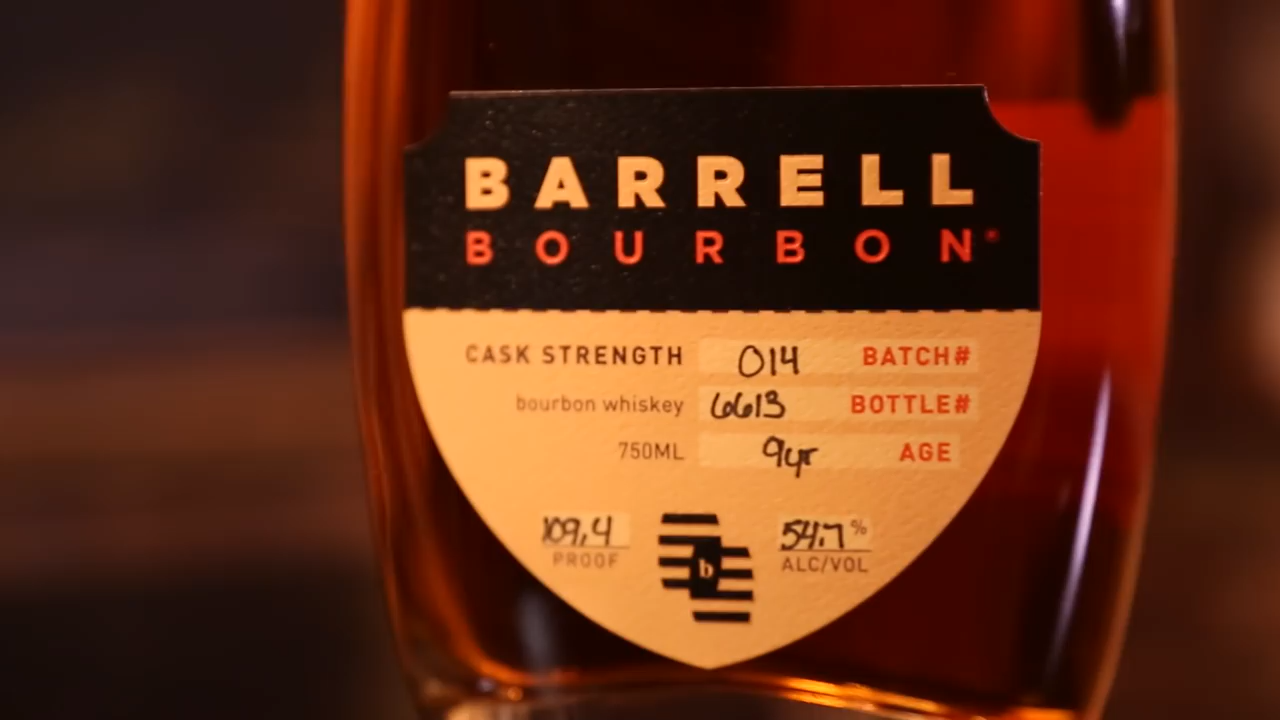 BARRELL
BOURBON®
CASK STRENGTH 014 BATCH#
bourbon whiskey 6613 BOTTLE#
750ML 9yr AGE
109.4 54.7%
PROOF ALC/VOL
b